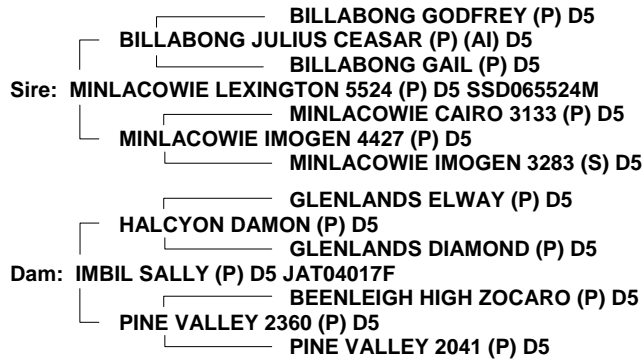 BILLABONG GODFREY (P) D5
BILLABONG JULIUS CEASAR (P) (AI) D5
BILLABONG GAIL (P) D5
Sire: MINLACOWIE LEXINGTON 5524 (P) D5 SSD065524M
MINLACOWIE CAIRO 3133 (P) D5
MINLACOWIE IMOGEN 4427 (P) D5
MINLACOWIE IMOGEN 3283 (S) D5
GLENLANDS ELWAY (P) D5
HALCYON DAMON (P) D5
GLENLANDS DIAMOND (P) D5
Dam: IMBIL SALLY (P) D5 JAT04017F
BEENLEIGH HIGH ZOCARO (P) D5
PINE VALLEY 2360 (P) D5
PINE VALLEY 2041 (P) D5